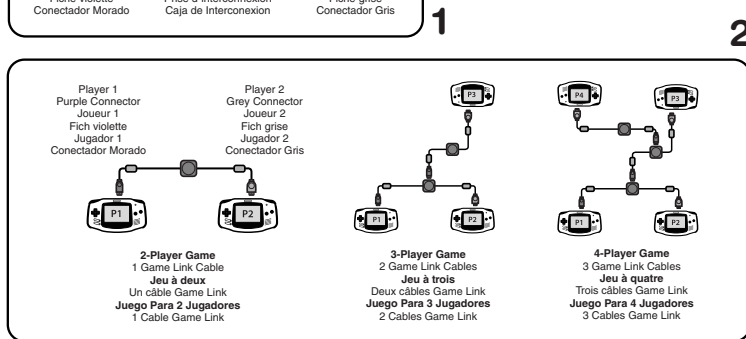 Fiche violette
Conectador Morado
Prise d'interconnexion
Caja de Interconexion
Fiche grise
Conectador Gris
1
2
Player 1
Purple Connector
Joueur 1
Fich violette
Jugador 1
Conectador Morado
Player 2
Grey Connector
Joueur 2
Fich grise
Jugador 2
Conectador Gris
P1
P2
2-Player Game
1 Game Link Cable
Jeu à deux
Un câble Game Link
Juego Para 2 Jugadores
1 Cable Game Link
P3
P1
P2
3-Player Game
2 Game Link Cables
Jeu à trois
Deux câbles Game Link
Juego Para 3 Jugadores
2 Cables Game Link
P4
P3
P1
P2
4-Player Game
3 Game Link Cables
Jeu à quatre
Trois câbles Game Link
Juego Para 4 Jugadores
3 Cables Game Link